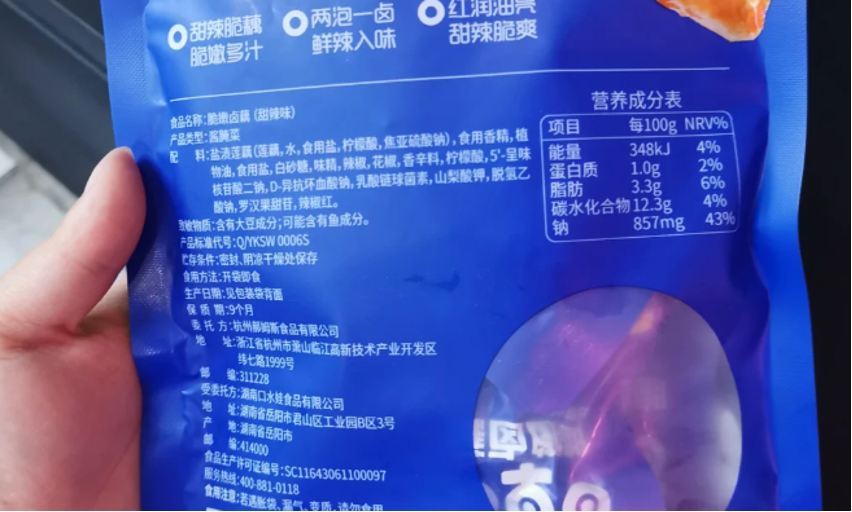 甜辣脆藕
脆嫩多汁
两泡一卤
鲜辣入味
红润油亮
甜辣脆爽
食品名称:脆嫩卤藕（甜辣味）
产品类型:酱腌菜
配 料:盐渍莲藕(莲藕,水,食用盐,柠檬酸,焦亚硫酸钠),食用香精,植
物油,食用盐,白砂糖,味精,辣椒,花椒,香辛料,柠檬酸,5'-呈味
核苷酸二钠,D-异抗坏血酸钠,乳酸链球菌素,山梨酸钾,脱氢乙
酸钠,罗汉果甜苷,辣椒红。
致敏物质:含有大豆成分;可能含有鱼成分。
产品标准代号:Q/YKSW 0006S
贮存条件:密封、阴凉干燥处保存
食用方法:开袋即食
生产日期:见包装袋背面
保 质 期:9个月
委 托 方:杭州郝姆斯食品有限公司
地 址:浙江省杭州市萧山临江高新技术产业开发区
纬七路1999号
邮 编:311228
受委托方:湖南口水娃食品有限公司
地 址:湖南省岳阳市君山区工业园B区3号
产 地:湖南省岳阳市
邮 编:414000
食品生产许可证编号:SC11643061100097
服务热线:400-881-0118
食用注意:若遇胀袋、漏气、变质,请勿食用
营养成分表
项目 每100g NRV%
能量 348kJ 4%
蛋白质 1.0g 2%
脂肪 3.3g 6%
碳水化合物 12.3g 4%
钠 857mg 43%